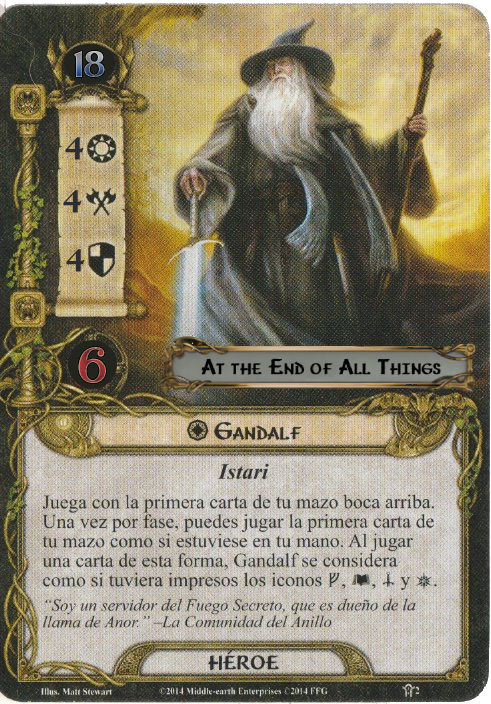 18
4
4
4
6
At the End of All Things
Gandalf
Istari
Juega con la primera carta de tu mazo boca arriba.
Una vez por fase, puedes jugar la primera carta de
tu mazo como si estuviese en tu mano. Al jugar
una carta de esta forma, Gandalf se considera
como si tuviera impresos los iconos , , y .
“Soy un servidor del Fuego Secreto, que es dueño de la
llama de Anor.” –La Comunidad del Anillo
HÉROE
Illus. Matt Stewart ©2014 Middle-earth Enterprises ©2014 FFG 2